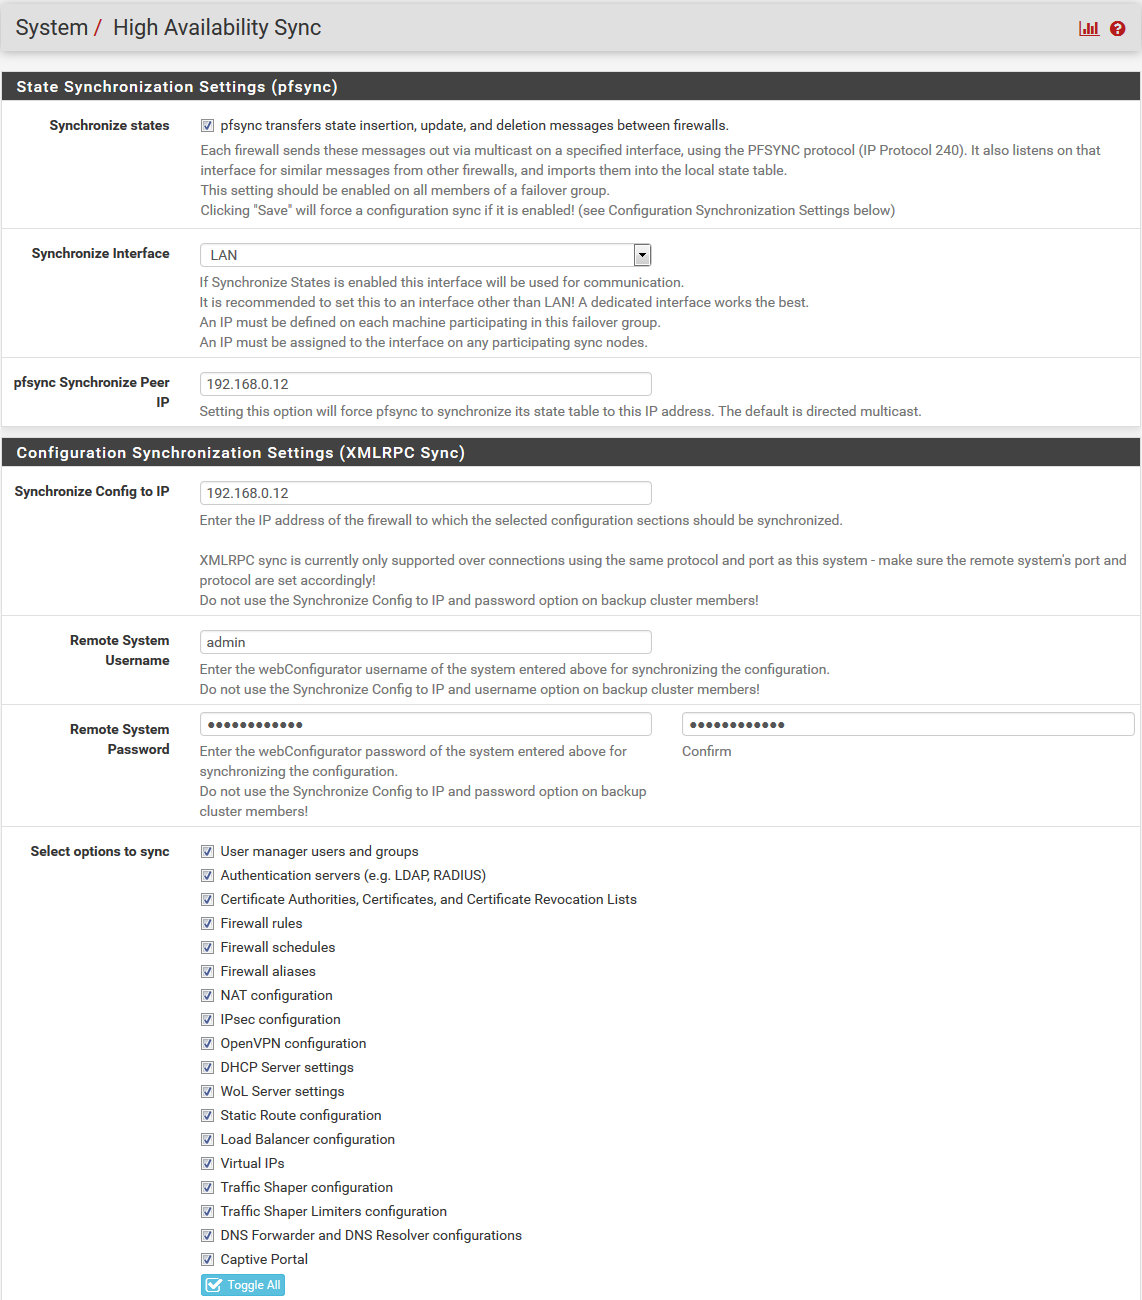 System / High Availability Sync
State Synchronization Settings (pfsync)
Synchronize states
pfsync transfers state insertion, update, and deletion messages between firewalls.
Each firewall sends these messages out via multicast on a specified interface, using the PFSYNC protocol (IP Protocol 240). It also listens on that
interface for similar messages from other firewalls, and imports them into the local state table.
This setting should be enabled on all members of a failover group.
Clicking "Save" will force a configuration sync if it is enabled! (see Configuration Synchronization Settings below)
Synchronize Interface
LAN
If Synchronize States is enabled this interface will be used for communication.
It is recommended to set this to an interface other than LAN! A dedicated interface works the best.
An IP must be defined on each machine participating in this failover group.
An IP must be assigned to the interface on any participating sync nodes.
pfsync Synchronize Peer
IP
192.168.0.12
Setting this option will force pfsync to synchronize its state table to this IP address. The default is directed multicast.
Configuration Synchronization Settings (XMLRPC Sync)
Synchronize Config to IP
192.168.0.12
Enter the IP address of the firewall to which the selected configuration sections should be synchronized.
XMLRPC sync is currently only supported over connections using the same protocol and port as this system - make sure the remote system's port and
protocol are set accordingly!
Do not use the Synchronize Config to IP and password option on backup cluster members!
Remote System
Username
admin
Enter the webConfigurator username of the system entered above for synchronizing the configuration.
Do not use the Synchronize Config to IP and username option on backup cluster members!
Remote System
Password
●●●●●●●●●●●● ●●●●●●●●●●●●
Enter the webConfigurator password of the system entered above for
synchronizing the configuration.
Do not use the Synchronize Config to IP and password option on backup
cluster members!
Confirm
Select options to sync
User manager users and groups
Authentication servers (e.g. LDAP, RADIUS)
Certificate Authorities, Certificates, and Certificate Revocation Lists
Firewall rules
Firewall schedules
Firewall aliases
NAT configuration
IPsec configuration
OpenVPN configuration
DHCP Server settings
WoL Server settings
Static Route configuration
Load Balancer configuration
Virtual IPs
Traffic Shaper configuration
Traffic Shaper Limiters configuration
DNS Forwarder and DNS Resolver configurations
Captive Portal
Toggle All